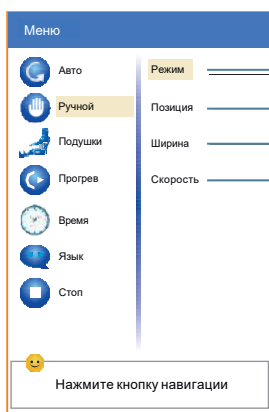 Меню
Авто
Ручной
Подушки
Прогрев
Время
Язык
Стоп
Режим
Позиция
Ширина
Скорость
Нажмите кнопку навигации